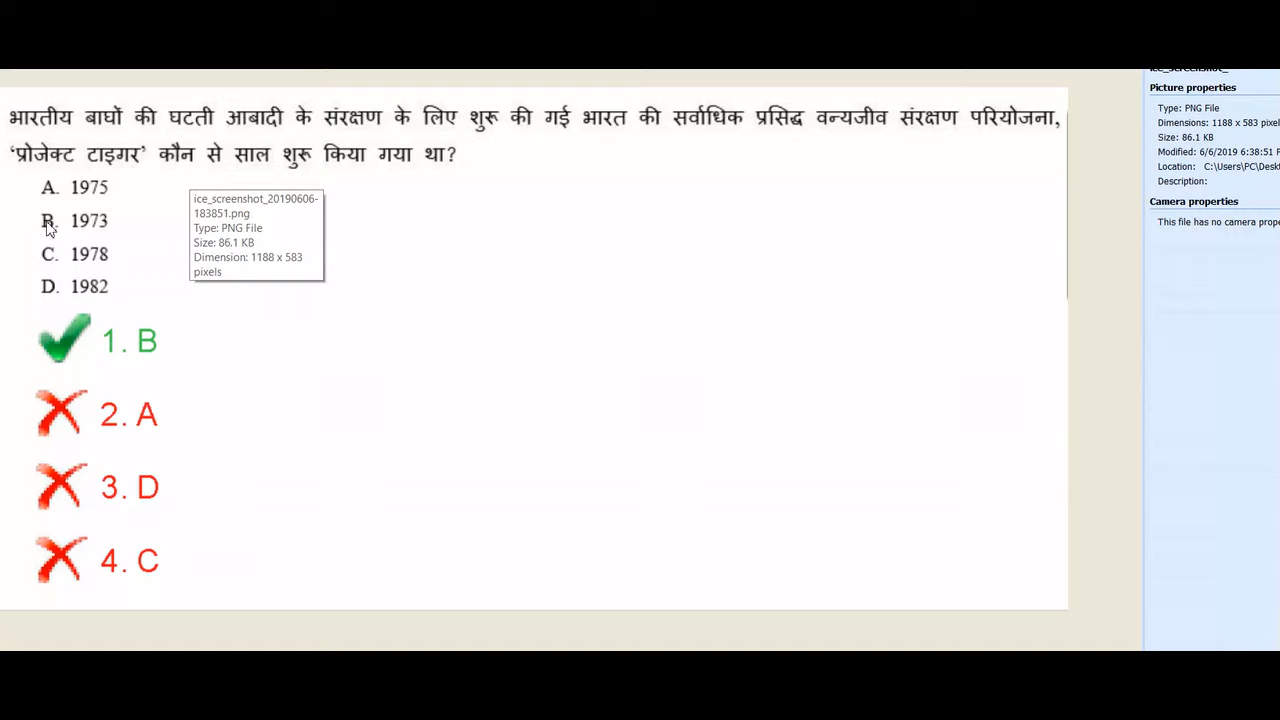 ice_screenshot_
Picture properties
Type: PNG File
Dimensions: 1188 x 583 pixel
Size: 86.1 KB
Modified: 6/6/2019 6:38:51 P
Location: C:\Users\PC\Deskt
Description:
Camera properties
This file has no camera prope
भारतीय बाघों की घटती आबादी के संरक्षण के लिए शुरू की गई भारत की सर्वाधिक प्रसिद्ध वन्यजीव संरक्षण परियोजना,
‘प्रोजेक्ट टाइगर’ कौन से साल शुरू किया गया था?
A. 1975
B. 1973
C. 1978
D. 1982
ice_screenshot_20190606-
183851.png
Type: PNG File
Size: 86.1 KB
Dimension: 1188 x 583
pixels
1. B
2. A
3. D
4. C